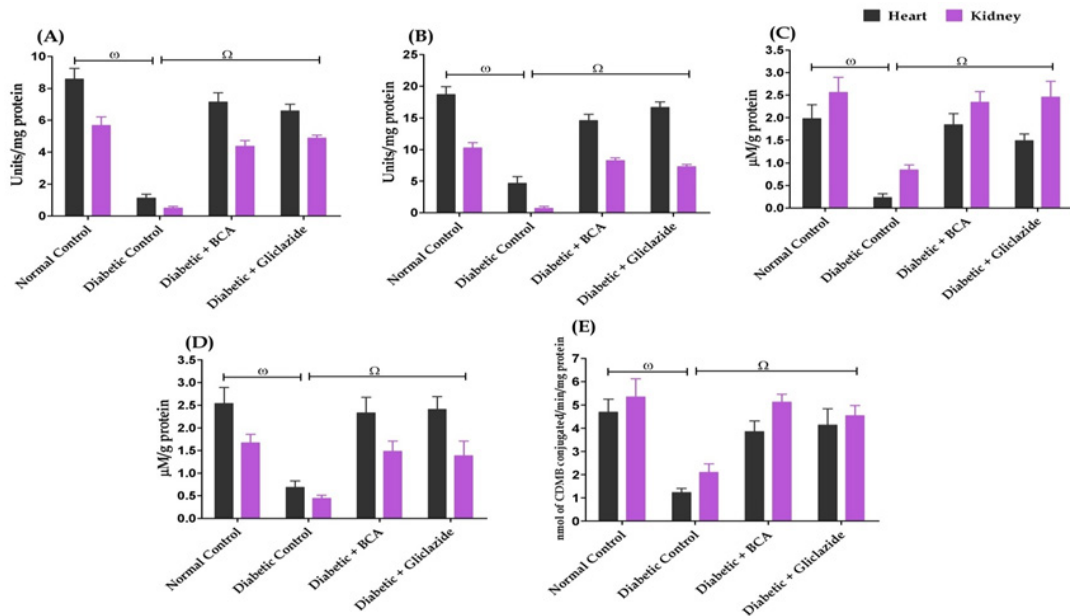 Heart Kidney
(A)
ω Ω
Units/mg protein
10
8
6
4
2
0
Normal Control
Diabetic Control
Diabetic + BCA
Diabetic + Gliclazide
(B)
ω Ω
Units/mg protein
25
20
15
10
5
0
Normal Control
Diabetic Control
Diabetic + BCA
Diabetic + Gliclazide
(C)
ω Ω
µM/g protein
3.5
3.0
2.5
2.0
1.5
1.0
0.5
0.0
Normal Control
Diabetic Control
Diabetic + BCA
Diabetic + Gliclazide
(D)
ω Ω
µM/g protein
3.5
3.0
2.5
2.0
1.5
1.0
0.5
0.0
Normal Control
Diabetic Control
Diabetic + BCA
Diabetic + Gliclazide
(E)
ω Ω
nmol of CDMB conjugated/min/mg protein
7
6
5
4
3
2
1
0
Normal Control
Diabetic Control
Diabetic + BCA
Diabetic + Gliclazide